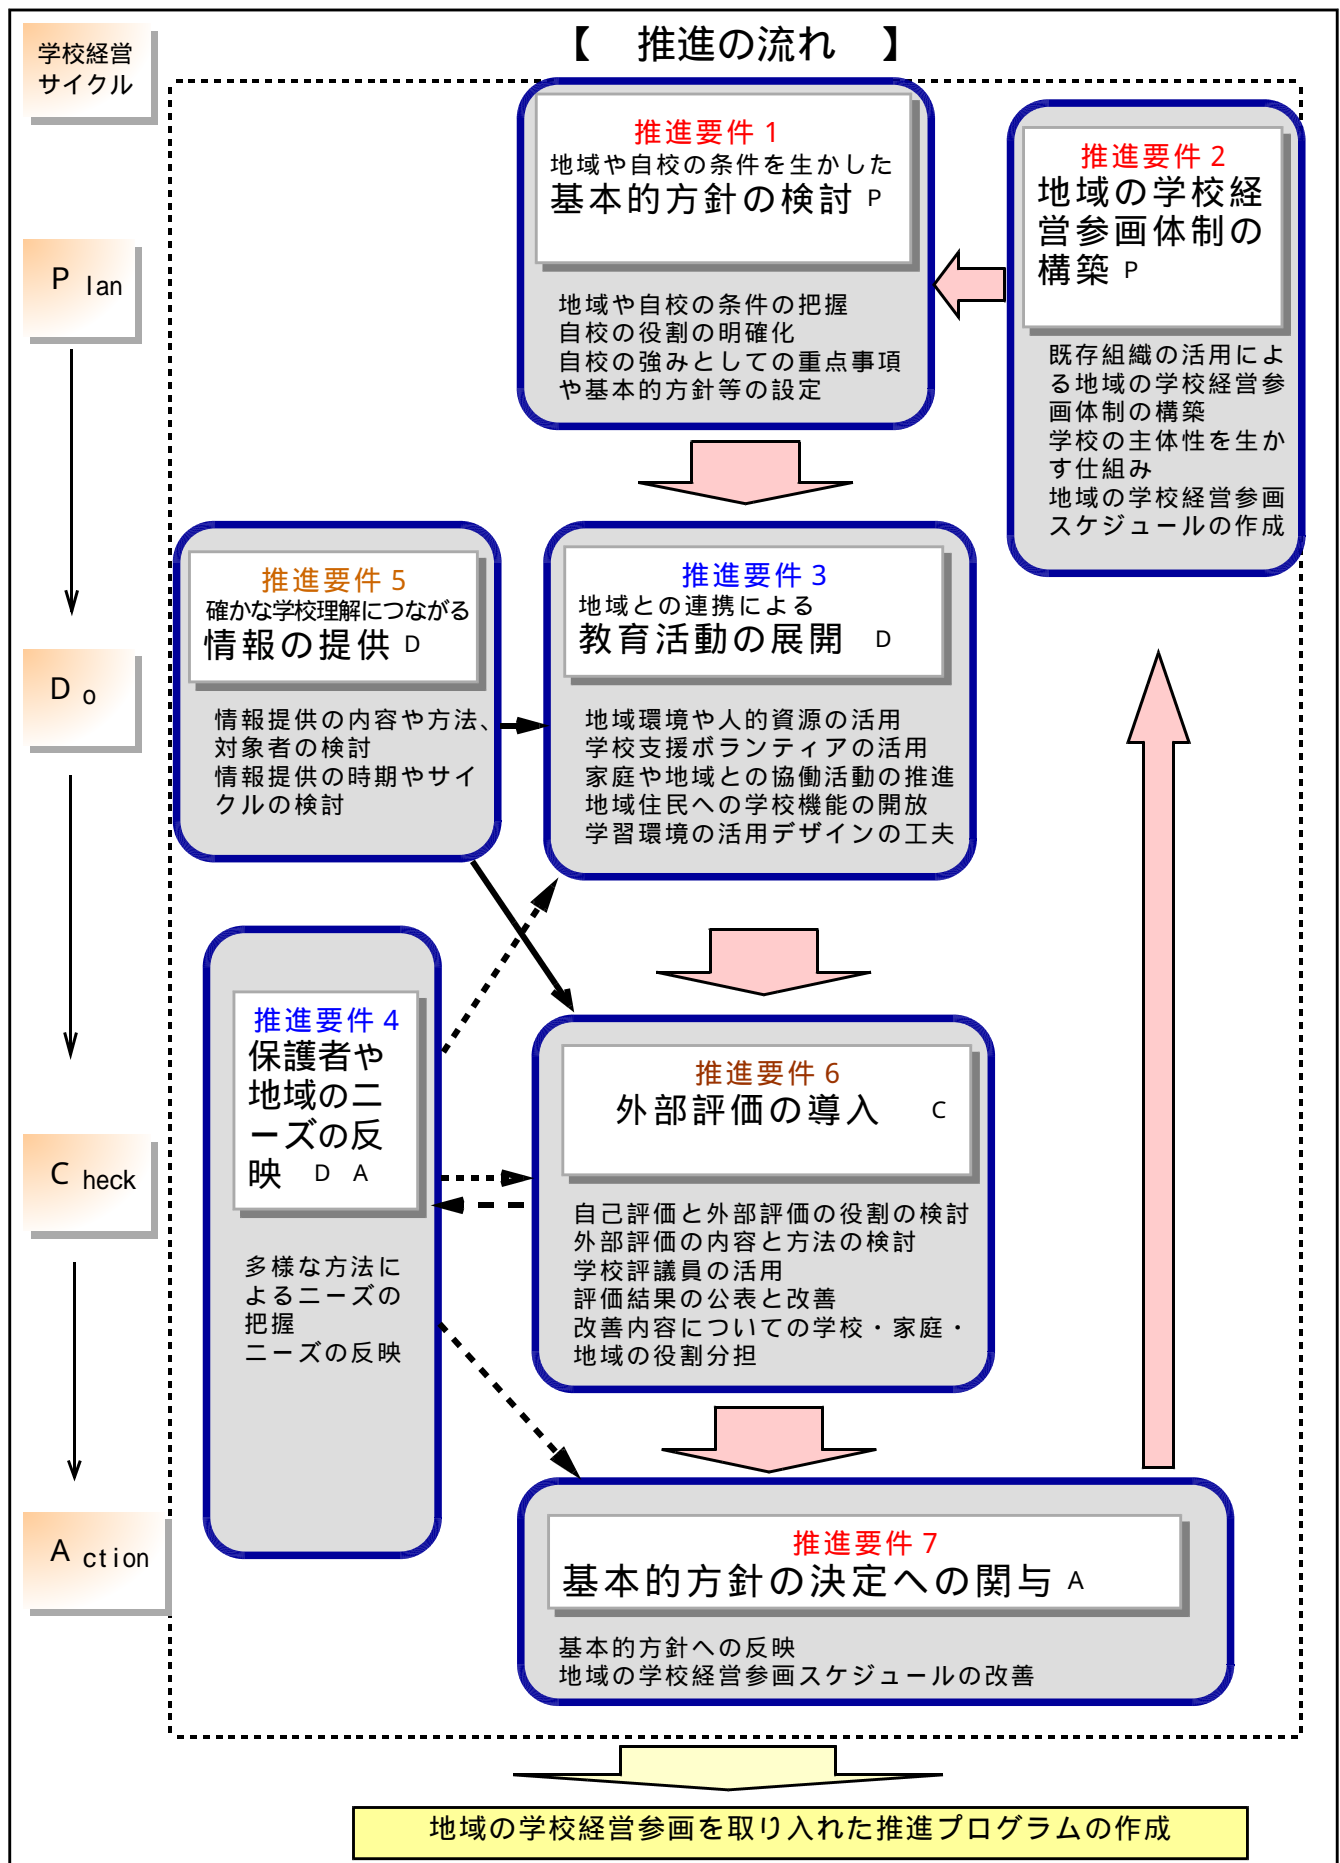 【　推進の流れ　】
学校経営
サイクル
Plan
Do
Check
Action
推進要件1
地域や自校の条件を生かした
基本的方針の検討 P
地域や自校の条件の把握
自校の役割の明確化
自校の強みとしての重点事項
や基本的方針等の設定
推進要件2
地域の学校経
営参画体制の
構築 P
既存組織の活用によ
る地域の学校経営参
画体制の構築
学校の主体性を生か
す仕組み
地域の学校経営参画
スケジュールの作成
推進要件5
確かな学校理解につながる
情報の提供 D
情報提供の内容や方法、
対象者の検討
情報提供の時期やサイ
クルの検討
推進要件3
地域との連携による
教育活動の展開 D
地域環境や人的資源の活用
学校支援ボランティアの活用
家庭や地域との協働活動の推進
地域住民への学校機能の開放
学習環境の活用デザインの工夫
推進要件4
保護者や
地域のニ
ーズの反
映 D A
多様な方法に
よるニーズの
把握
ニーズの反映
推進要件6
外部評価の導入 C
自己評価と外部評価の役割の検討
外部評価の内容と方法の検討
学校評議員の活用
評価結果の公表と改善
改善内容についての学校・家庭・
地域の役割分担
推進要件7
基本的方針の決定への関与 A
基本的方針への反映
地域の学校経営参画スケジュールの改善
地域の学校経営参画を取り入れた推進プログラムの作成